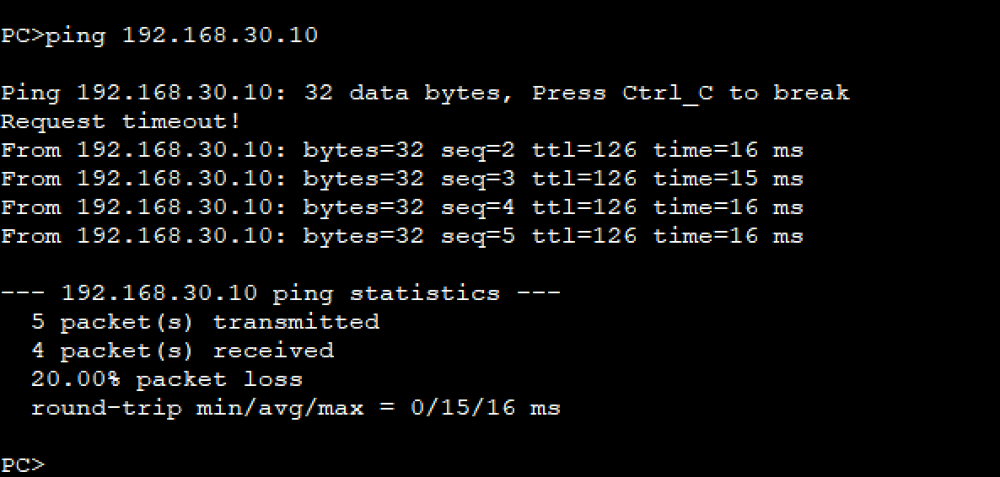 PC>ping 192.168.30.10
Ping 192.168.30.10: 32 data bytes, Press Ctrl_C to break
Request timeout!
From 192.168.30.10: bytes=32 seq=2 ttl=126 time=16 ms
From 192.168.30.10: bytes=32 seq=3 ttl=126 time=15 ms
From 192.168.30.10: bytes=32 seq=4 ttl=126 time=16 ms
From 192.168.30.10: bytes=32 seq=5 ttl=126 time=16 ms
--- 192.168.30.10 ping statistics ---
5 packet(s) transmitted
4 packet(s) received
20.00% packet loss
round-trip min/avg/max = 0/15/16 ms
PC>